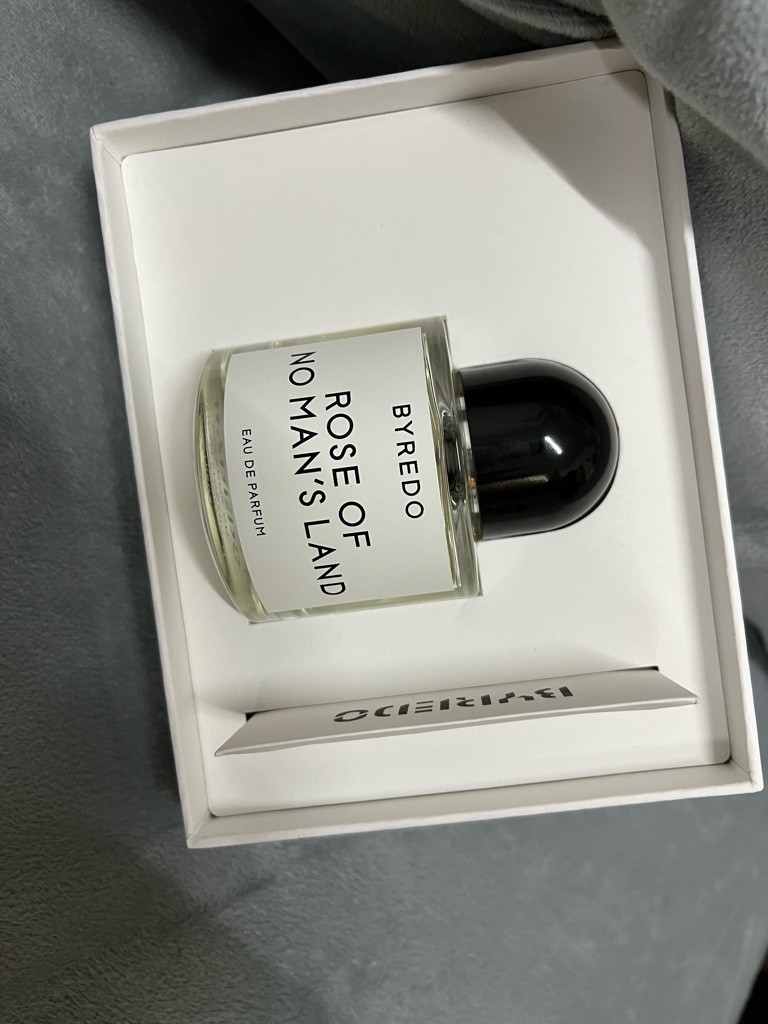 BYREDO
ROSE OF
NO MAN'S LAND
EAU DE PARFUM
BYREDO